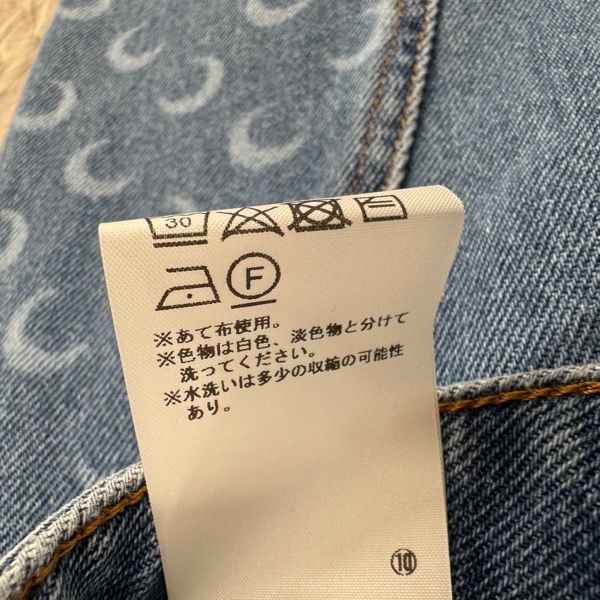 30
F
※あて布使用。
※色物は白色、淡色物と分けて
洗ってください。
※水洗いは多少の収縮の可能性
あり。
⑩